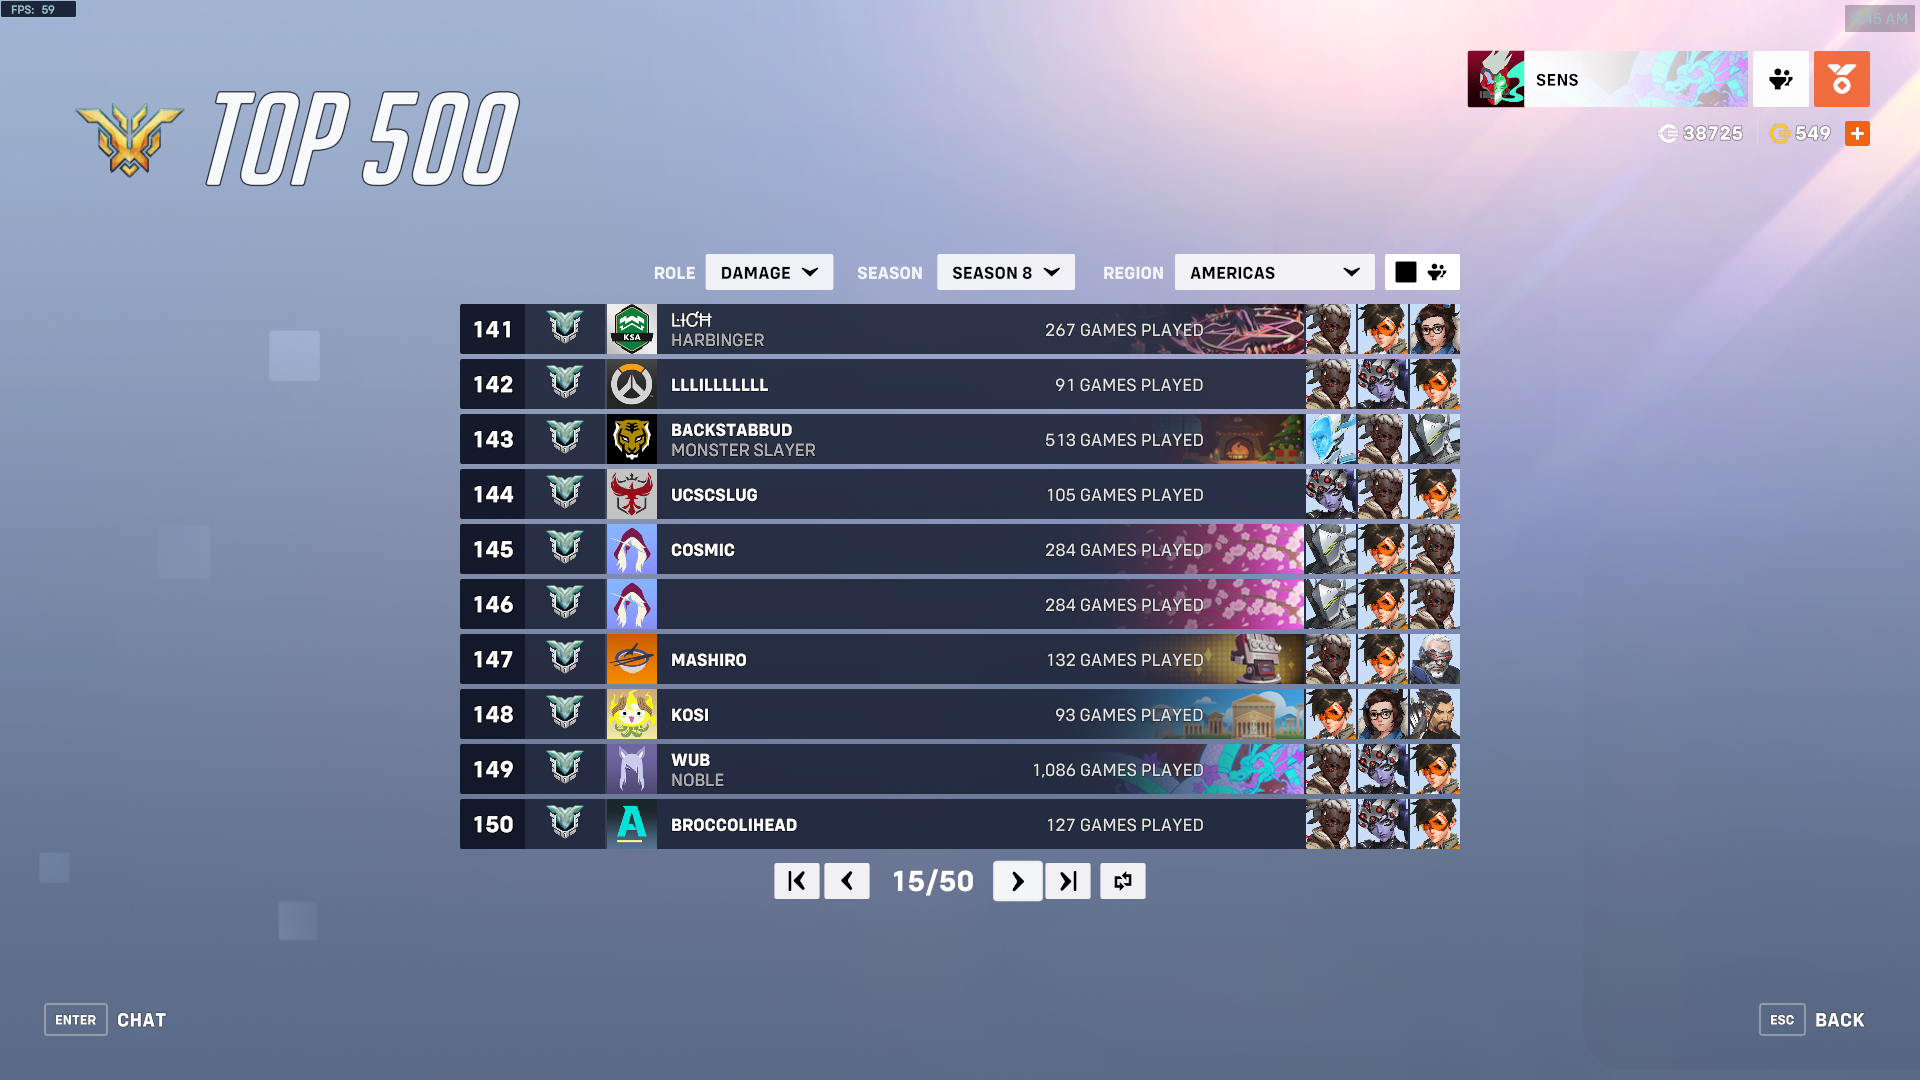 FPS: 59
TOP 500
SENS
38725
549
ROLE DAMAGE SEASON SEASON 8 REGION AMERICAS
141 ŁICH 267 GAMES PLAYED
KSA
HARBINGER
142 LLLILLLLLLL 91 GAMES PLAYED
143 BACKSTABBUD 513 GAMES PLAYED
MONSTER SLAYER
144 UCSCSLUG 105 GAMES PLAYED
145 COSMIC 284 GAMES PLAYED
146 284 GAMES PLAYED
147 MASHIRO 132 GAMES PLAYED
148 KOSI 93 GAMES PLAYED
149 WUB 1,086 GAMES PLAYED
NOBLE
150 A BROCCOLIHEAD 127 GAMES PLAYED
15/50
ENTER CHAT
ESC BACK